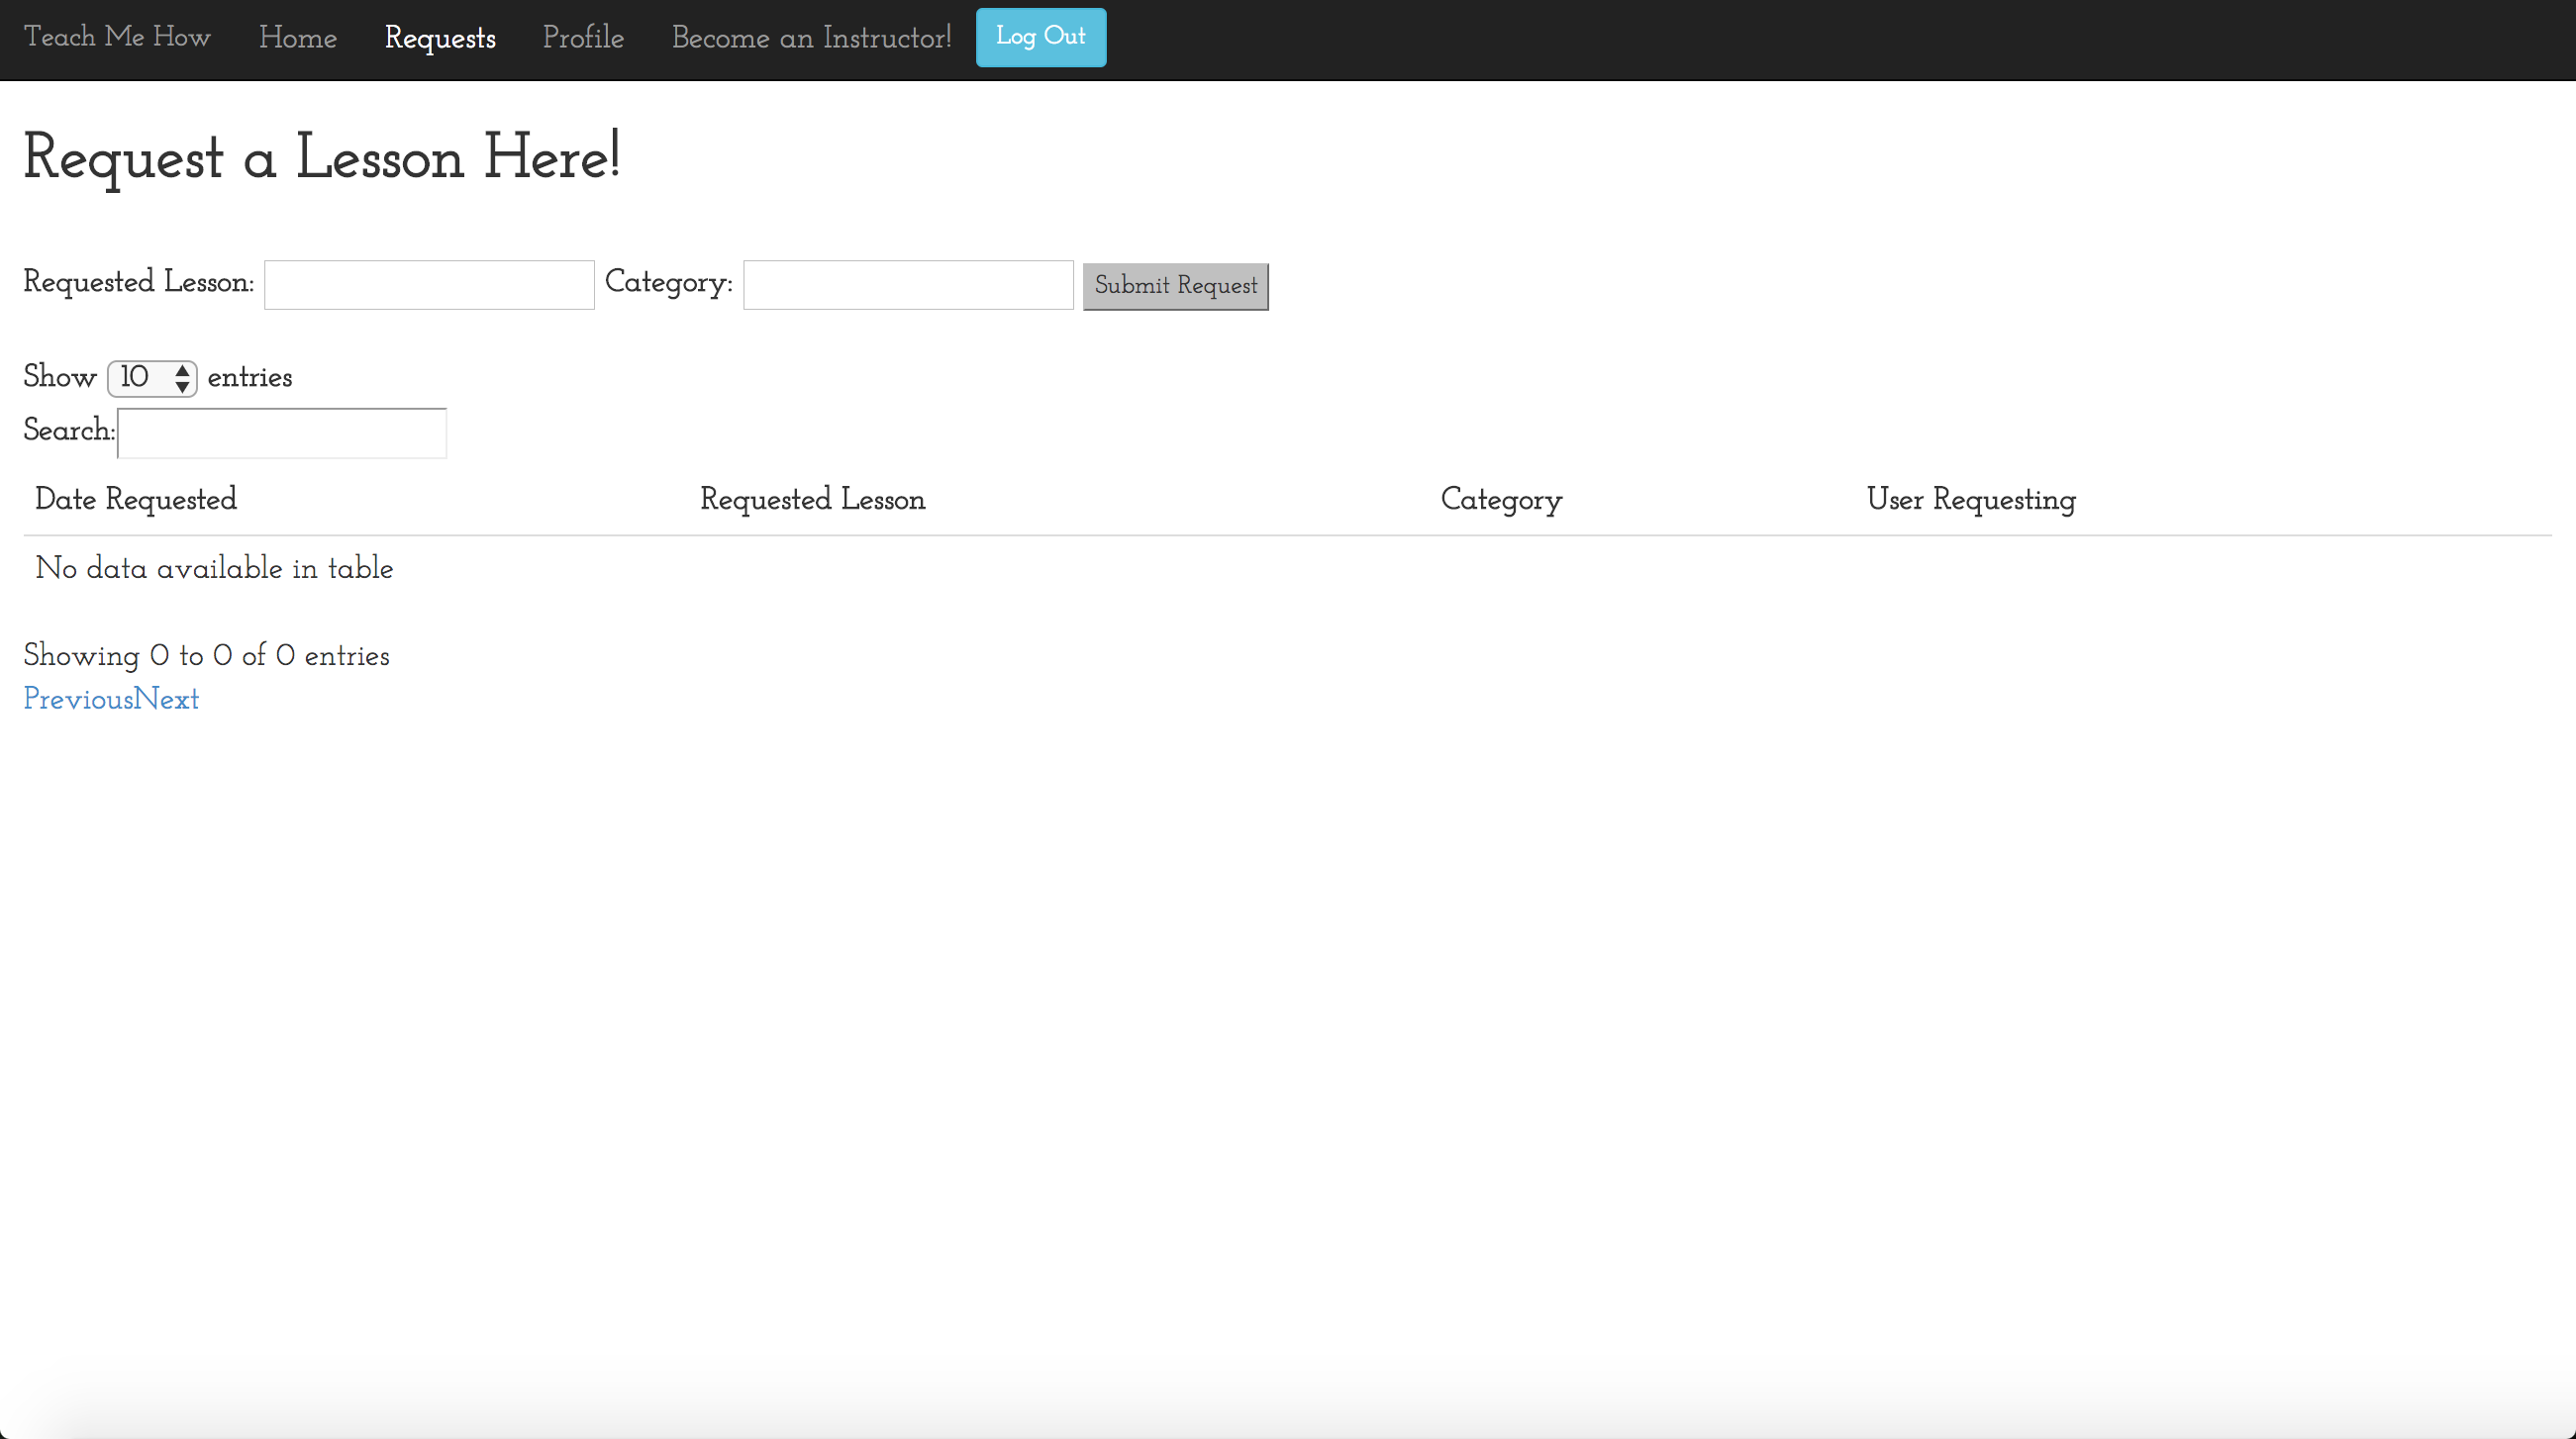 Teach Me How Home Requests Profile Become an Instructor! Log Out
Request a Lesson Here!
Requested Lesson: Category: Submit Request
Show 10 entries
Search:
Date Requested Requested Lesson Category User Requesting
No data available in table
Showing 0 to 0 of 0 entries
PreviousNext